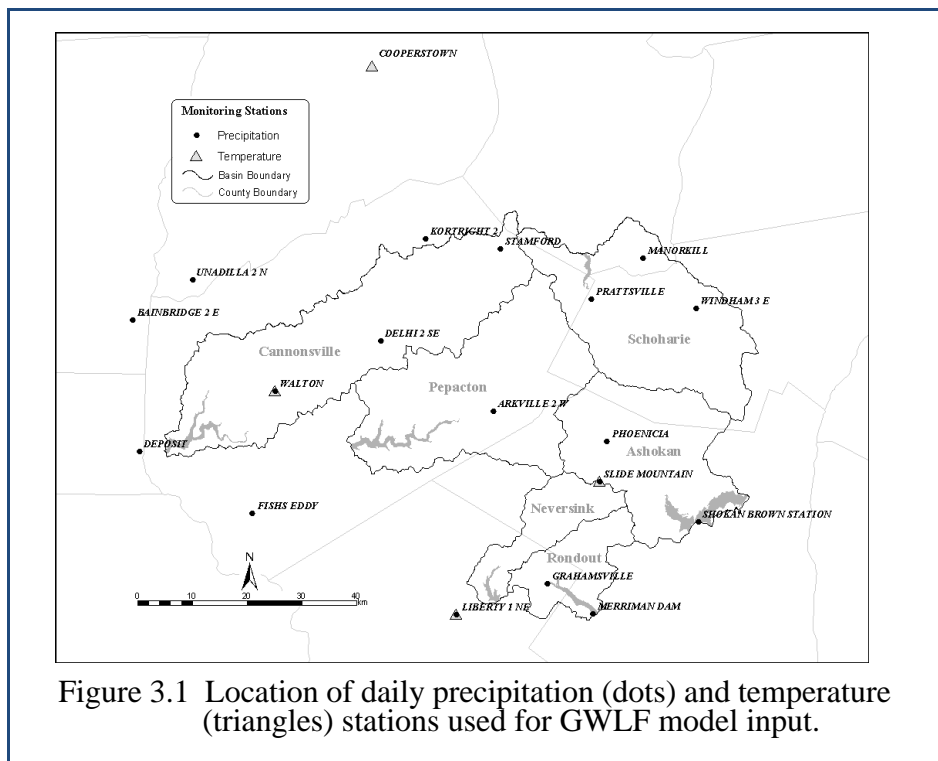 COOPERSTOWN
Monitoring Stations
Precipitation
Temperature
Basin Boundary
County Boundary
KORTRIGHT 2
STAMFORD
MANORKILL
UNADILLA 2 N
PRATTSVILLE
WINDHAM 3 E
BAINBRIDGE 2 E
DELHI 2 SE
Schoharie
Cannonsville
WALTON
Pepacton
ARKVILLE 2 W
PHOENICIA
DEPOSIT
Ashokan
SLIDE MOUNTAIN
FISHS EDDY
Neversink
SHOKAN BROWN STATION
N
Rondout
GRAHAMSVILLE
0 10 20 30 40
km
LIBERTY 1 NE
MERRIMAN DAM
Figure 3.1 Location of daily precipitation (dots) and temperature
(triangles) stations used for GWLF model input.